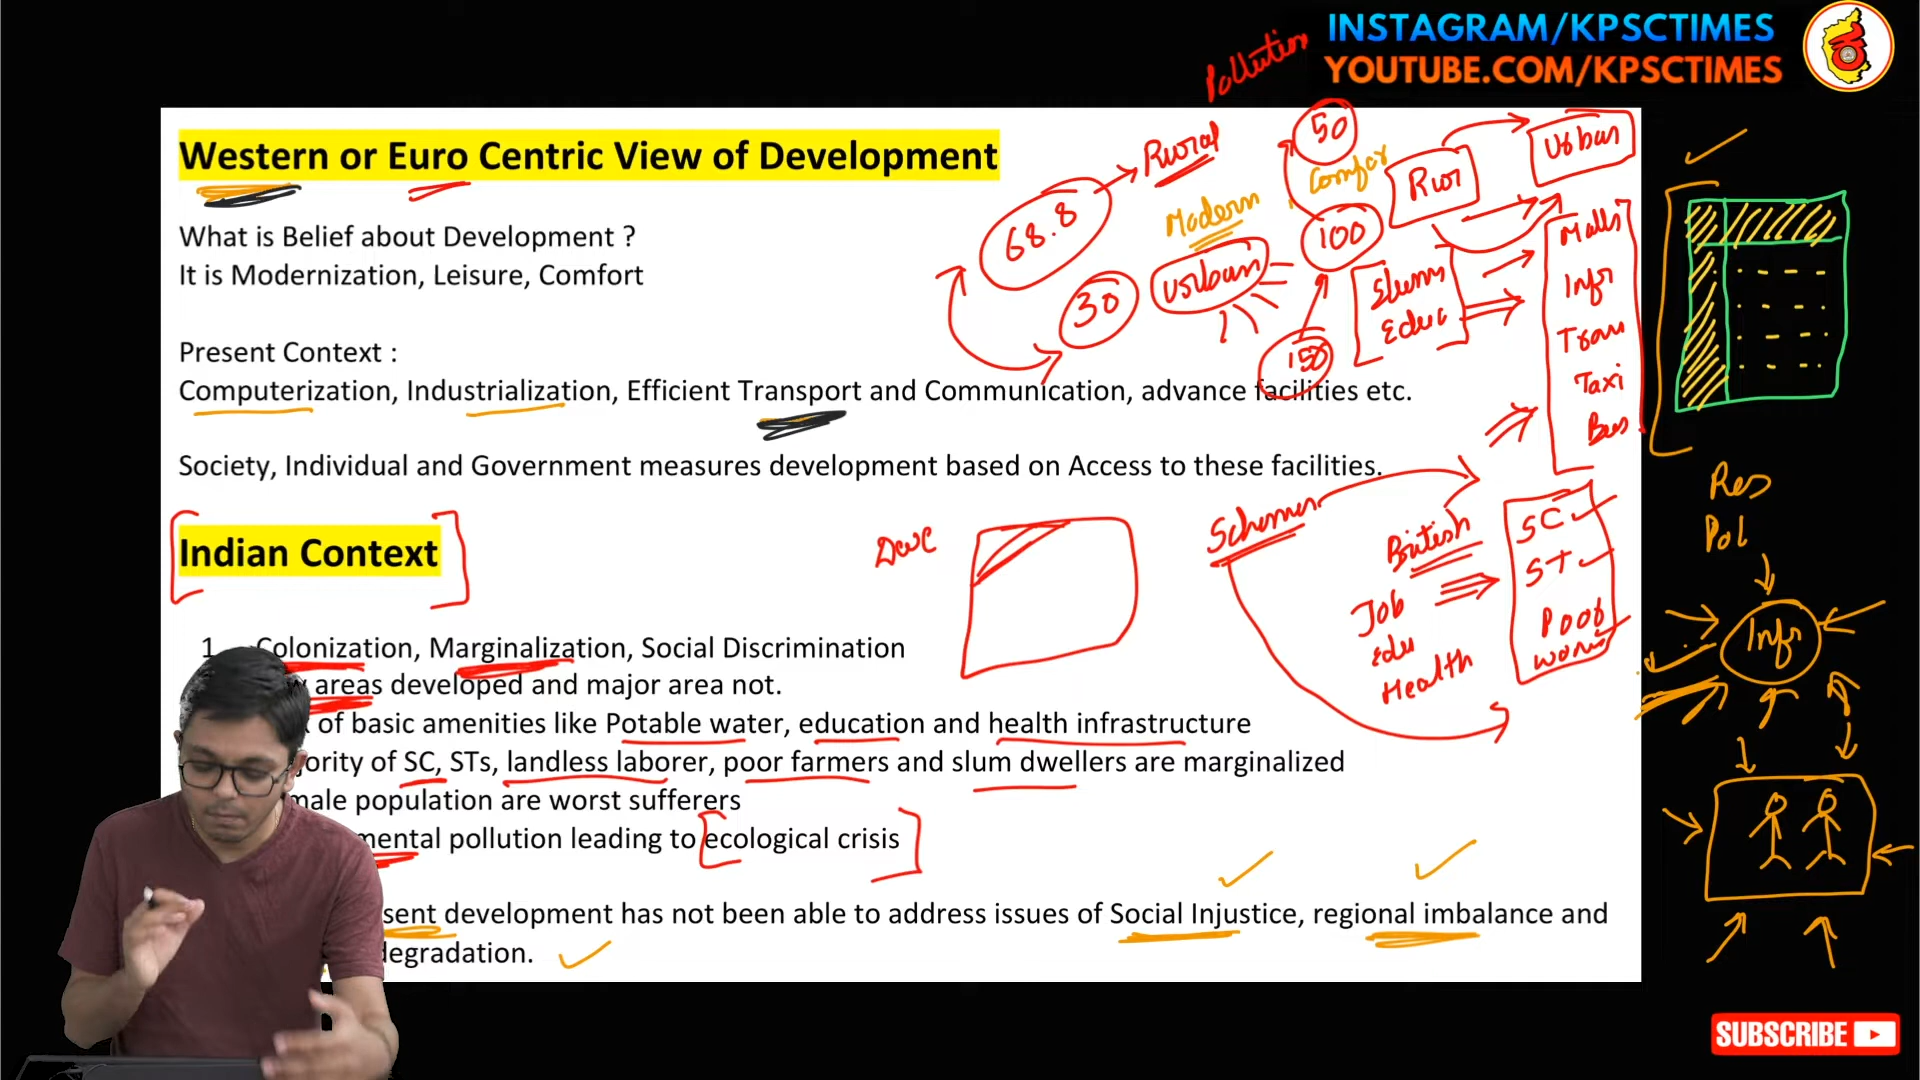 INSTAGRAM/KPSCTIMES
YOUTUBE.COM/KPSCTIMES
Pollution
Western or Euro Centric View of Development
What is Belief about Development ?
It is Modernization, Leisure, Comfort
Present Context :
Computerization, Industrialization, Efficient Transport and Communication, advance facilities etc.
Society, Individual and Government measures development based on Access to these facilities.
Rural
68.8
30
Modern
urban
50
Comfor
100
150
Rur
Urban
Slums
Educ
Malls
Infr
Tran
Taxi
Bus
Indian Context
Deve
Schemes
British
Job
Edu
Health
SC
ST
Poor
Res
Pol
Infr
1. Colonization, Marginalization, Social Discrimination
areas developed and major area not.
of basic amenities like Potable water, education and health infrastructure
of SC, STs, landless laborer, poor farmers and slum dwellers are marginalized
population are worst sufferers
pollution leading to ecological crisis
development has not been able to address issues of Social Injustice, regional imbalance and
degradation.
SUBSCRIBE